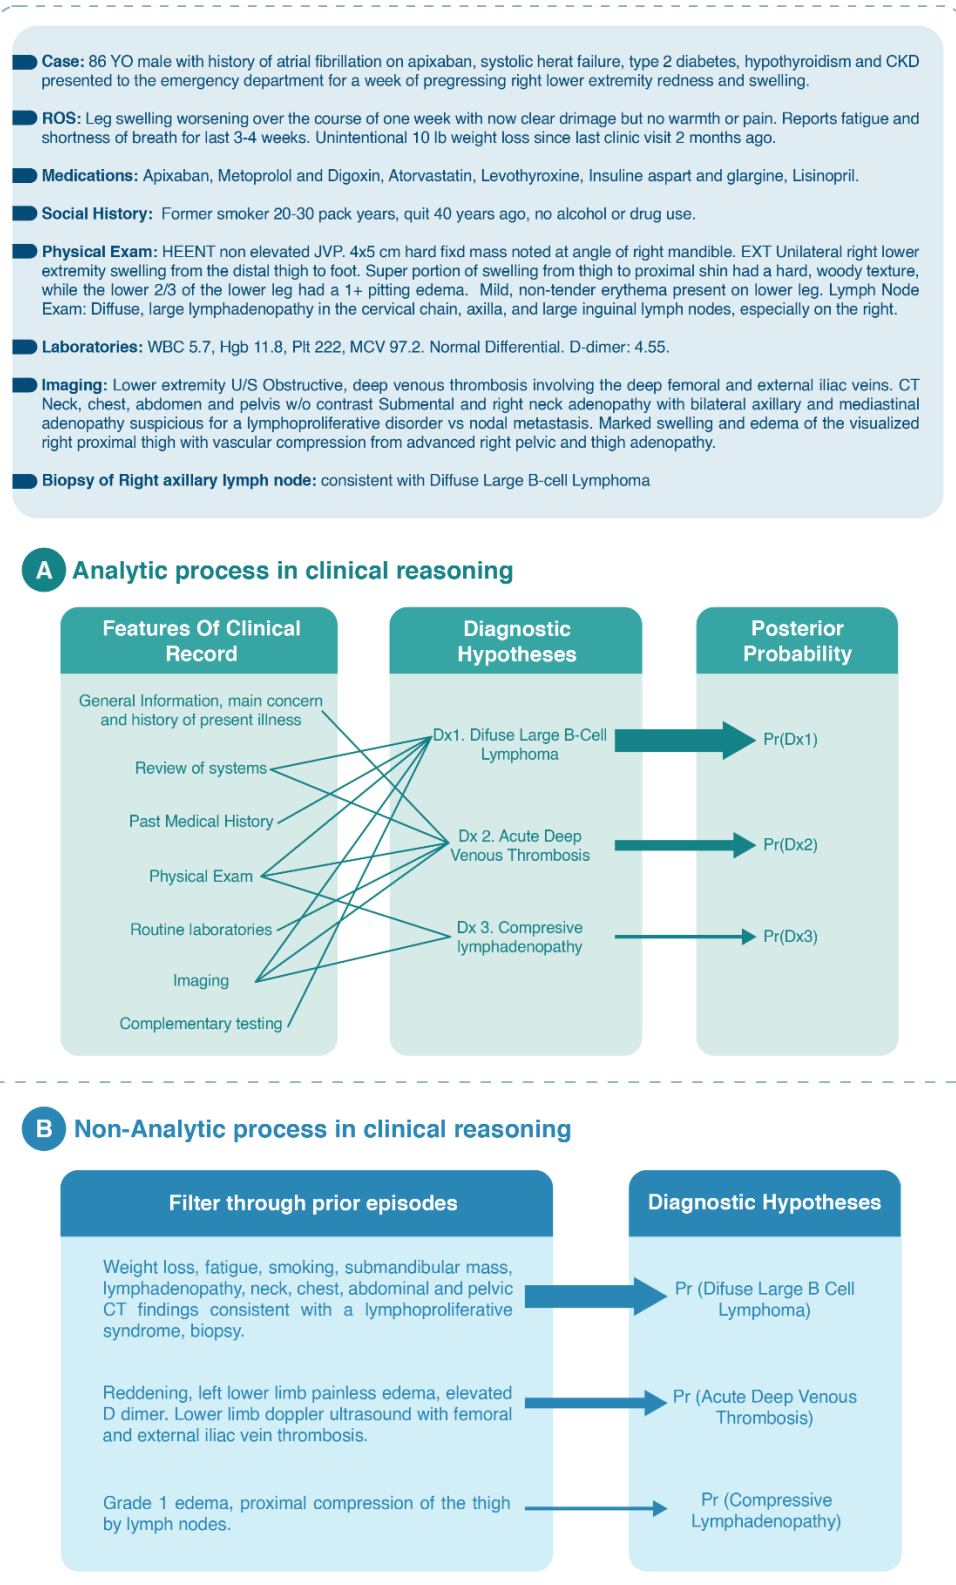 Case: 86 YO male with history of atrial fibrillation on apixaban, systolic herat failure, type 2 diabetes, hypothyroidism and CKD
presented to the emergency department for a week of pregressing right lower extremity redness and swelling.
ROS: Leg swelling worsening over the course of one week with now clear drimage but no warmth or pain. Reports fatigue and
shortness of breath for last 3-4 weeks. Unintentional 10 lb weight loss since last clinic visit 2 months ago.
Medications: Apixaban, Metoprolol and Digoxin, Atorvastatin, Levothyroxine, Insuline aspart and glargine, Lisinopril.
Social History: Former smoker 20-30 pack years, quit 40 years ago, no alcohol or drug use.
Physical Exam: HEENT non elevated JVP. 4x5 cm hard fixd mass noted at angle of right mandible. EXT Unilateral right lower
extremity swelling from the distal thigh to foot. Super portion of swelling from thigh to proximal shin had a hard, woody texture,
while the lower 2/3 of the lower leg had a 1+ pitting edema. Mild, non-tender erythema present on lower leg. Lymph Node
Exam: Diffuse, large lymphadenopathy in the cervical chain, axilla, and large inguinal lymph nodes, especially on the right.
Laboratories: WBC 5.7, Hgb 11.8, Plt 222, MCV 97.2. Normal Differential. D-dimer: 4.55.
Imaging: Lower extremity U/S Obstructive, deep venous thrombosis involving the deep femoral and external iliac veins. CT
Neck, chest, abdomen and pelvis w/o contrast Submental and right neck adenopathy with bilateral axillary and mediastinal
adenopathy suspicious for a lymphoproliferative disorder vs nodal metastasis. Marked swelling and edema of the visualized
right proximal thigh with vascular compression from advanced right pelvic and thigh adenopathy.
Biopsy of Right axillary lymph node: consistent with Diffuse Large B-cell Lymphoma
A Analytic process in clinical reasoning
Features Of Clinical
Record
General Information, main concern
and history of present illness
Review of systems
Past Medical History
Physical Exam
Routine laboratories
Imaging
Complementary testing
Diagnostic
Hypotheses
Dx1. Difuse Large B-Cell
Lymphoma
Dx 2. Acute Deep
Venous Thrombosis
Dx 3. Compresive
lymphadenopathy
Posterior
Probability
Pr(Dx1)
Pr(Dx2)
Pr(Dx3)
B Non-Analytic process in clinical reasoning
Filter through prior episodes
Weight loss, fatigue, smoking, submandibular mass,
lymphadenopathy, neck, chest, abdominal and pelvic
CT findings consistent with a lymphoproliferative
syndrome, biopsy.
Reddening, left lower limb painless edema, elevated
D dimer. Lower limb doppler ultrasound with femoral
and external iliac vein thrombosis.
Grade 1 edema, proximal compression of the thigh
by lymph nodes.
Diagnostic Hypotheses
Pr (Difuse Large B Cell
Lymphoma)
Pr (Acute Deep Venous
Thrombosis)
Pr (Compressive
Lymphadenopathy)